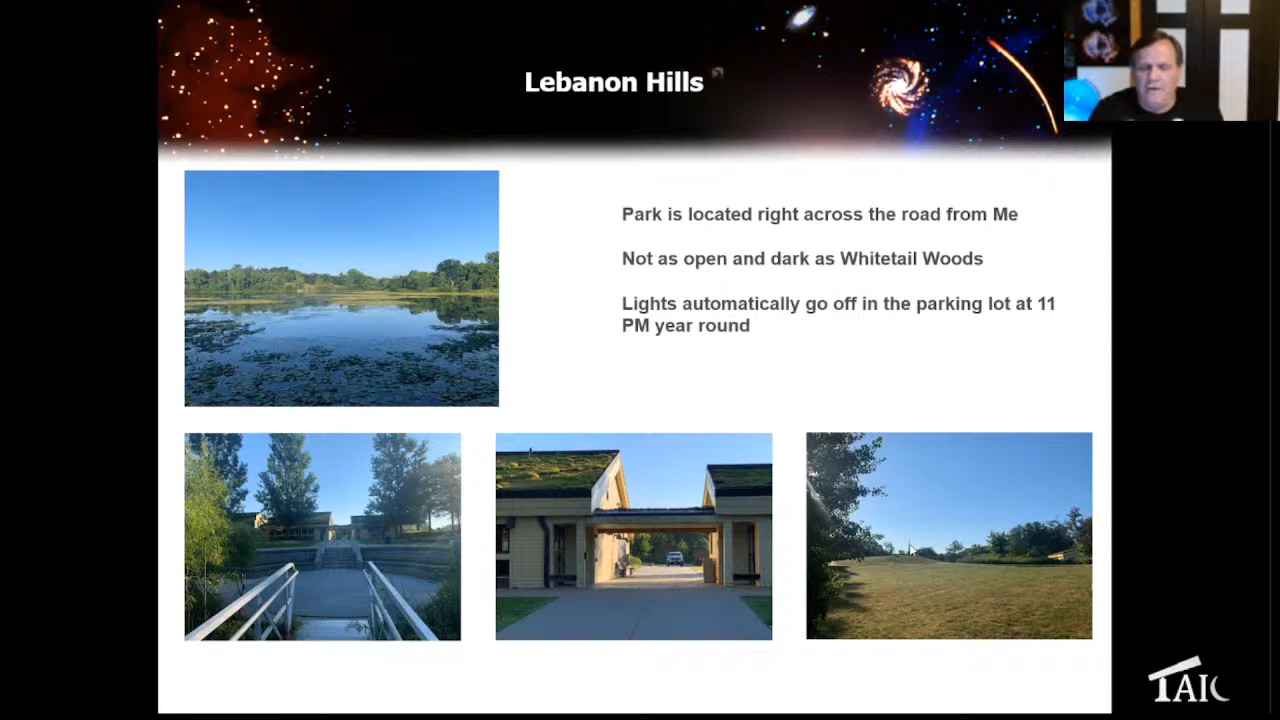 Lebanon Hills
Park is located right across the road from Me
Not as open and dark as Whitetail Woods
Lights automatically go off in the parking lot at 11
PM year round
TAIC